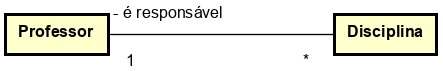 - é responsável
Professor
Disciplina
1
*